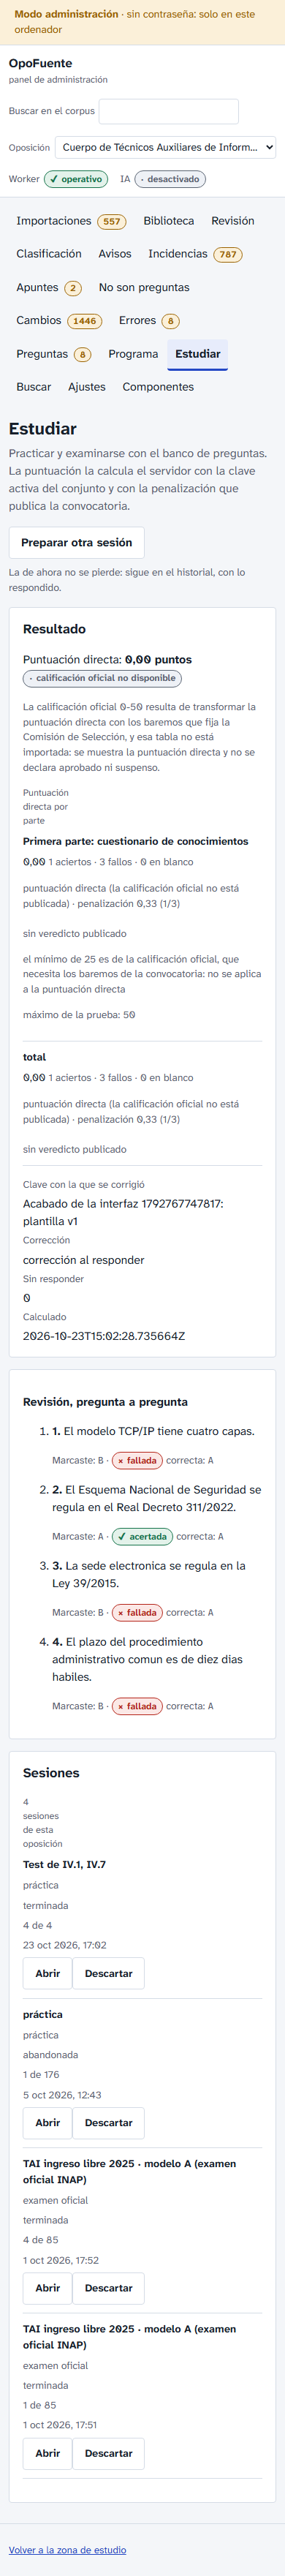 Modo administración · sin contraseña: solo en este
ordenador
OpoFuente
panel de administración
Buscar en el corpus
Oposición Cuerpo de Técnicos Auxiliares de Inform...
Worker ✓ operativo IA · desactivado
Importaciones 557 Biblioteca Revisión
Clasificación Avisos Incidencias 787
Apuntes 2 No son preguntas
Cambios 1446 Errores 8
Preguntas 8 Programa Estudiar
Buscar Ajustes Componentes
Estudiar
Practicar y examinarse con el banco de preguntas.
La puntuación la calcula el servidor con la clave
activa del conjunto y con la penalización que
publica la convocatoria.
Preparar otra sesión
La de ahora no se pierde: sigue en el historial, con lo
respondido.
Resultado
Puntuación directa: 0,00 puntos
· calificación oficial no disponible
La calificación oficial 0-50 resulta de transformar la
puntuación directa con los baremos que fija la
Comisión de Selección, y esa tabla no está
importada: se muestra la puntuación directa y no se
declara aprobado ni suspenso.
Puntuación
directa por
parte
Primera parte: cuestionario de conocimientos
0,00 1 aciertos · 3 fallos · 0 en blanco
puntuación directa (la calificación oficial no está
publicada) · penalización 0,33 (1/3)
sin veredicto publicado
el mínimo de 25 es de la calificación oficial, que
necesita los baremos de la convocatoria: no se aplica
a la puntuación directa
máximo de la prueba: 50
total
0,00 1 aciertos · 3 fallos · 0 en blanco
puntuación directa (la calificación oficial no está
publicada) · penalización 0,33 (1/3)
sin veredicto publicado
Clave con la que se corrigió
Acabado de la interfaz 1792767747817:
plantilla v1
Corrección
corrección al responder
Sin responder
0
Calculado
2026-10-23T15:02:28.735664Z
Revisión, pregunta a pregunta
1. 1. El modelo TCP/IP tiene cuatro capas.
Marcaste: B · × fallada correcta: A
2. 2. El Esquema Nacional de Seguridad se
regula en el Real Decreto 311/2022.
Marcaste: A · ✓ acertada correcta: A
3. 3. La sede electronica se regula en la
Ley 39/2015.
Marcaste: B · × fallada correcta: A
4. 4. El plazo del procedimiento
administrativo comun es de diez dias
habiles.
Marcaste: B · × fallada correcta: A
Sesiones
4
sesiones
de esta
oposición
Test de IV.1, IV.7
práctica
terminada
4 de 4
23 oct 2026, 17:02
Abrir Descartar
práctica
práctica
abandonada
1 de 176
5 oct 2026, 12:43
Abrir Descartar
TAI ingreso libre 2025 · modelo A (examen
oficial INAP)
examen oficial
terminada
4 de 85
1 oct 2026, 17:52
Abrir Descartar
TAI ingreso libre 2025 · modelo A (examen
oficial INAP)
examen oficial
terminada
1 de 85
1 oct 2026, 17:51
Abrir Descartar
Volver a la zona de estudio